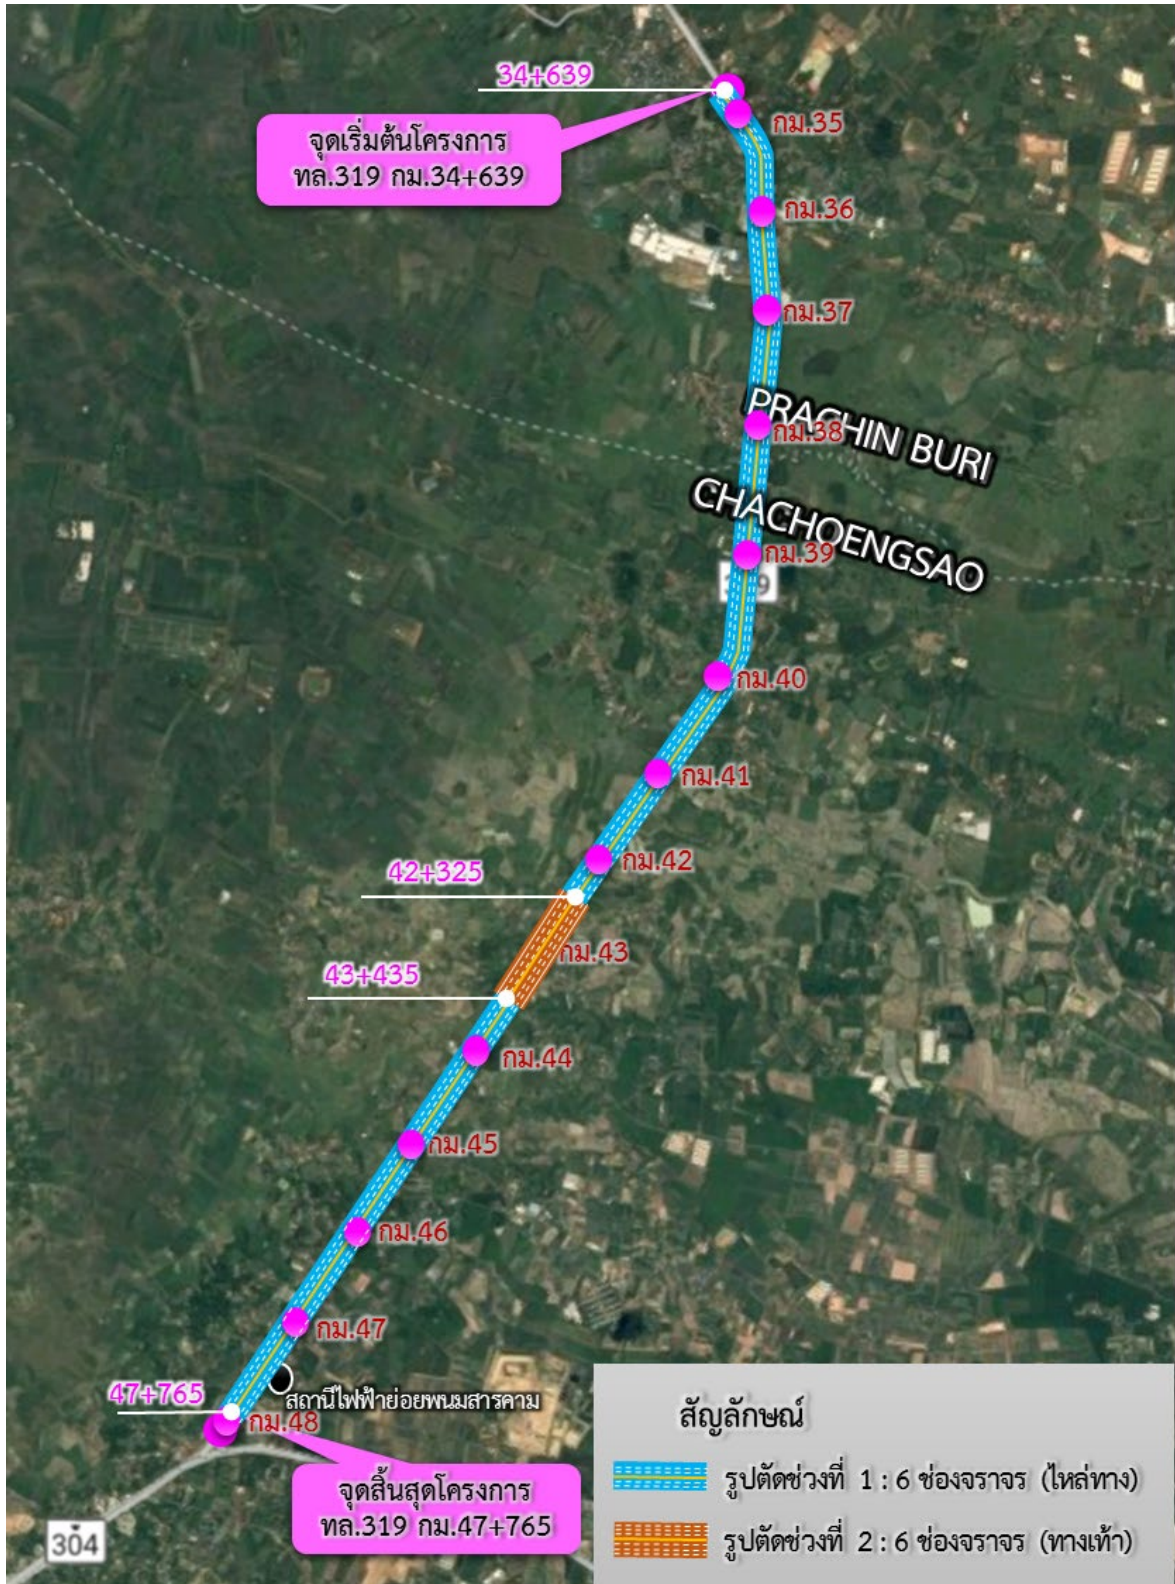 34+639
จุดเริ่มต้นโครงการ
ทล.319 กม.34+639
กม.35
กม.36
กม.37
PRACHIN BURI
กม.38
CHACHOENGSAO
กม.39
กม.40
กม.41
กม.42
42+325
กม.43
43+435
กม.44
กม.45
กม.46
กม.47
สถานีไฟฟ้าย่อยพนมสารคาม
47+765
กม.48
จุดสิ้นสุดโครงการ
ทล.319 กม.47+765
304
สัญลักษณ์
รูปตัดช่วงที่ 1 : 6 ช่องจราจร (ไหล่ทาง)
รูปตัดช่วงที่ 2 : 6 ช่องจราจร (ทางเท้า)